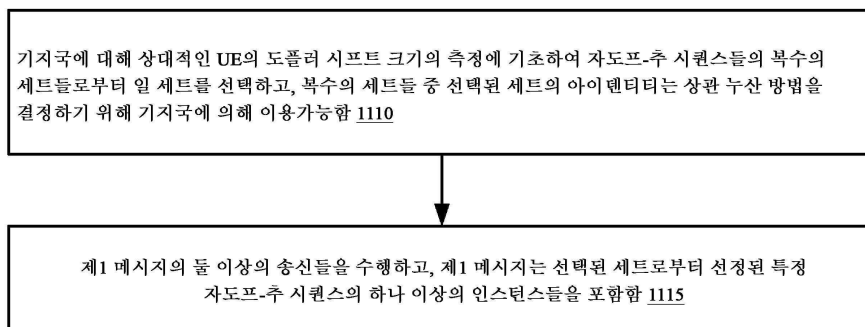 기지국에 대해 상대적인 UE의 도플러 시프트 크기의 측정에 기초하여 자도프-추 시퀀스들의 복수의
세트들로부터 일 세트를 선택하고, 복수의 세트들 중 선택된 세트의 아이덴티티는 상관 누산 방법을
결정하기 위해 기지국에 의해 이용가능함 1110
제1 메시지의 둘 이상의 송신들을 수행하고, 제1 메시지는 선택된 세트로부터 선정된 특정
자도프-추 시퀀스의 하나 이상의 인스턴스들을 포함함 1115